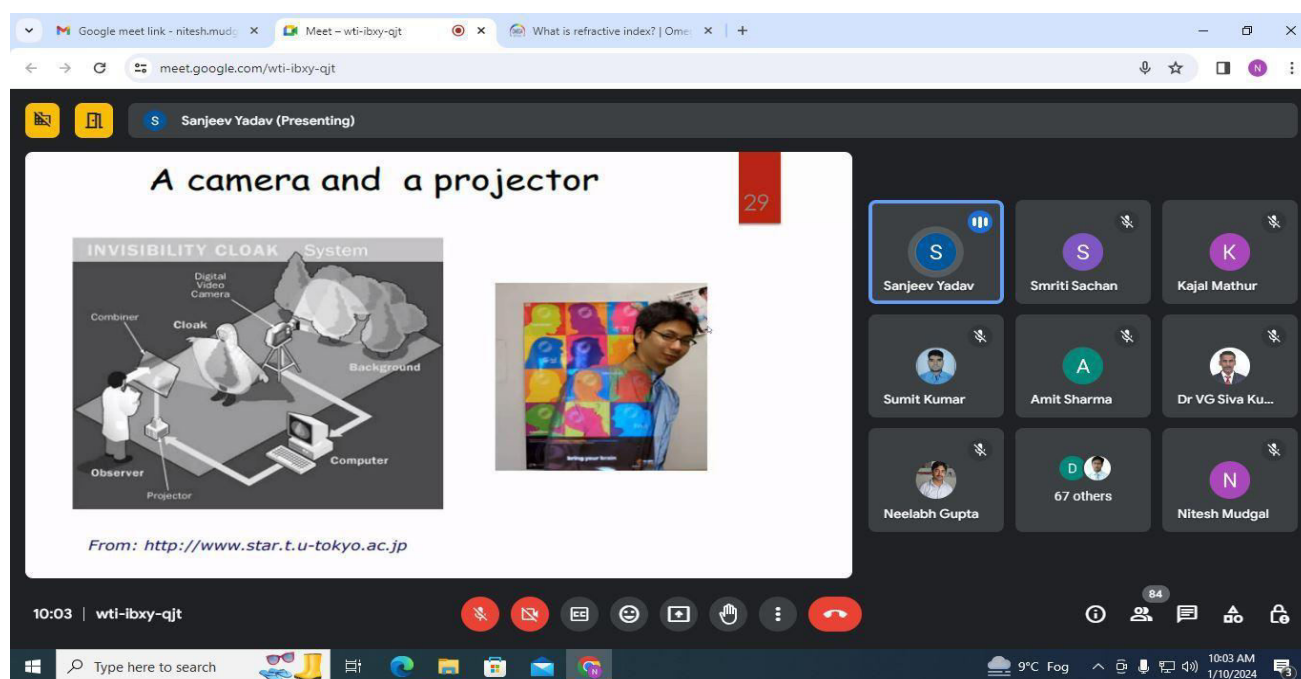 Google meet link - nitesh.mudg
Meet – wti-ibxy-qjt
What is refractive index? | Ome
meet.google.com/wti-ibxy-qjt
N
S Sanjeev Yadav (Presenting)
A camera and a projector
29
INVISIBILITY CLOAK System
Digital
Video
Camera
Combiner
Cloak
Background
Computer
Observer
Projector
From: http://www.star.t.u-tokyo.ac.jp
S
Sanjeev Yadav
S
Smriti Sachan
K
Kajal Mathur
Sumit Kumar
A
Amit Sharma
Dr VG Siva Ku...
Neelabh Gupta
D
67 others
N
Nitesh Mudgal
10:03 | wti-ibxy-qjt
CC
84
Type here to search
9°C Fog
10:03 AM
1/10/2024
3